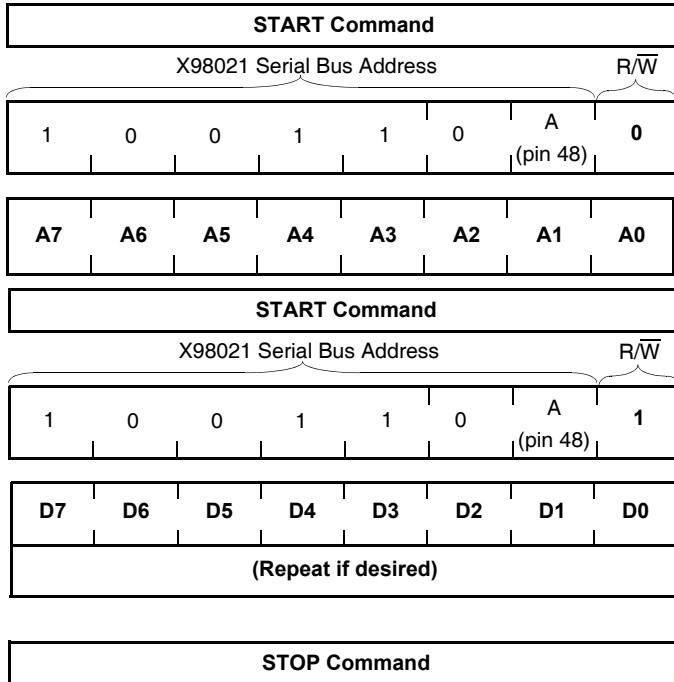 START Command
X98021 Serial Bus Address R/W̅
1 0 0 1 1 0 A (pin 48) 0
A7 A6 A5 A4 A3 A2 A1 A0
START Command
X98021 Serial Bus Address R/W̅
1 0 0 1 1 0 A (pin 48) 1
D7 D6 D5 D4 D3 D2 D1 D0
(Repeat if desired)
STOP Command